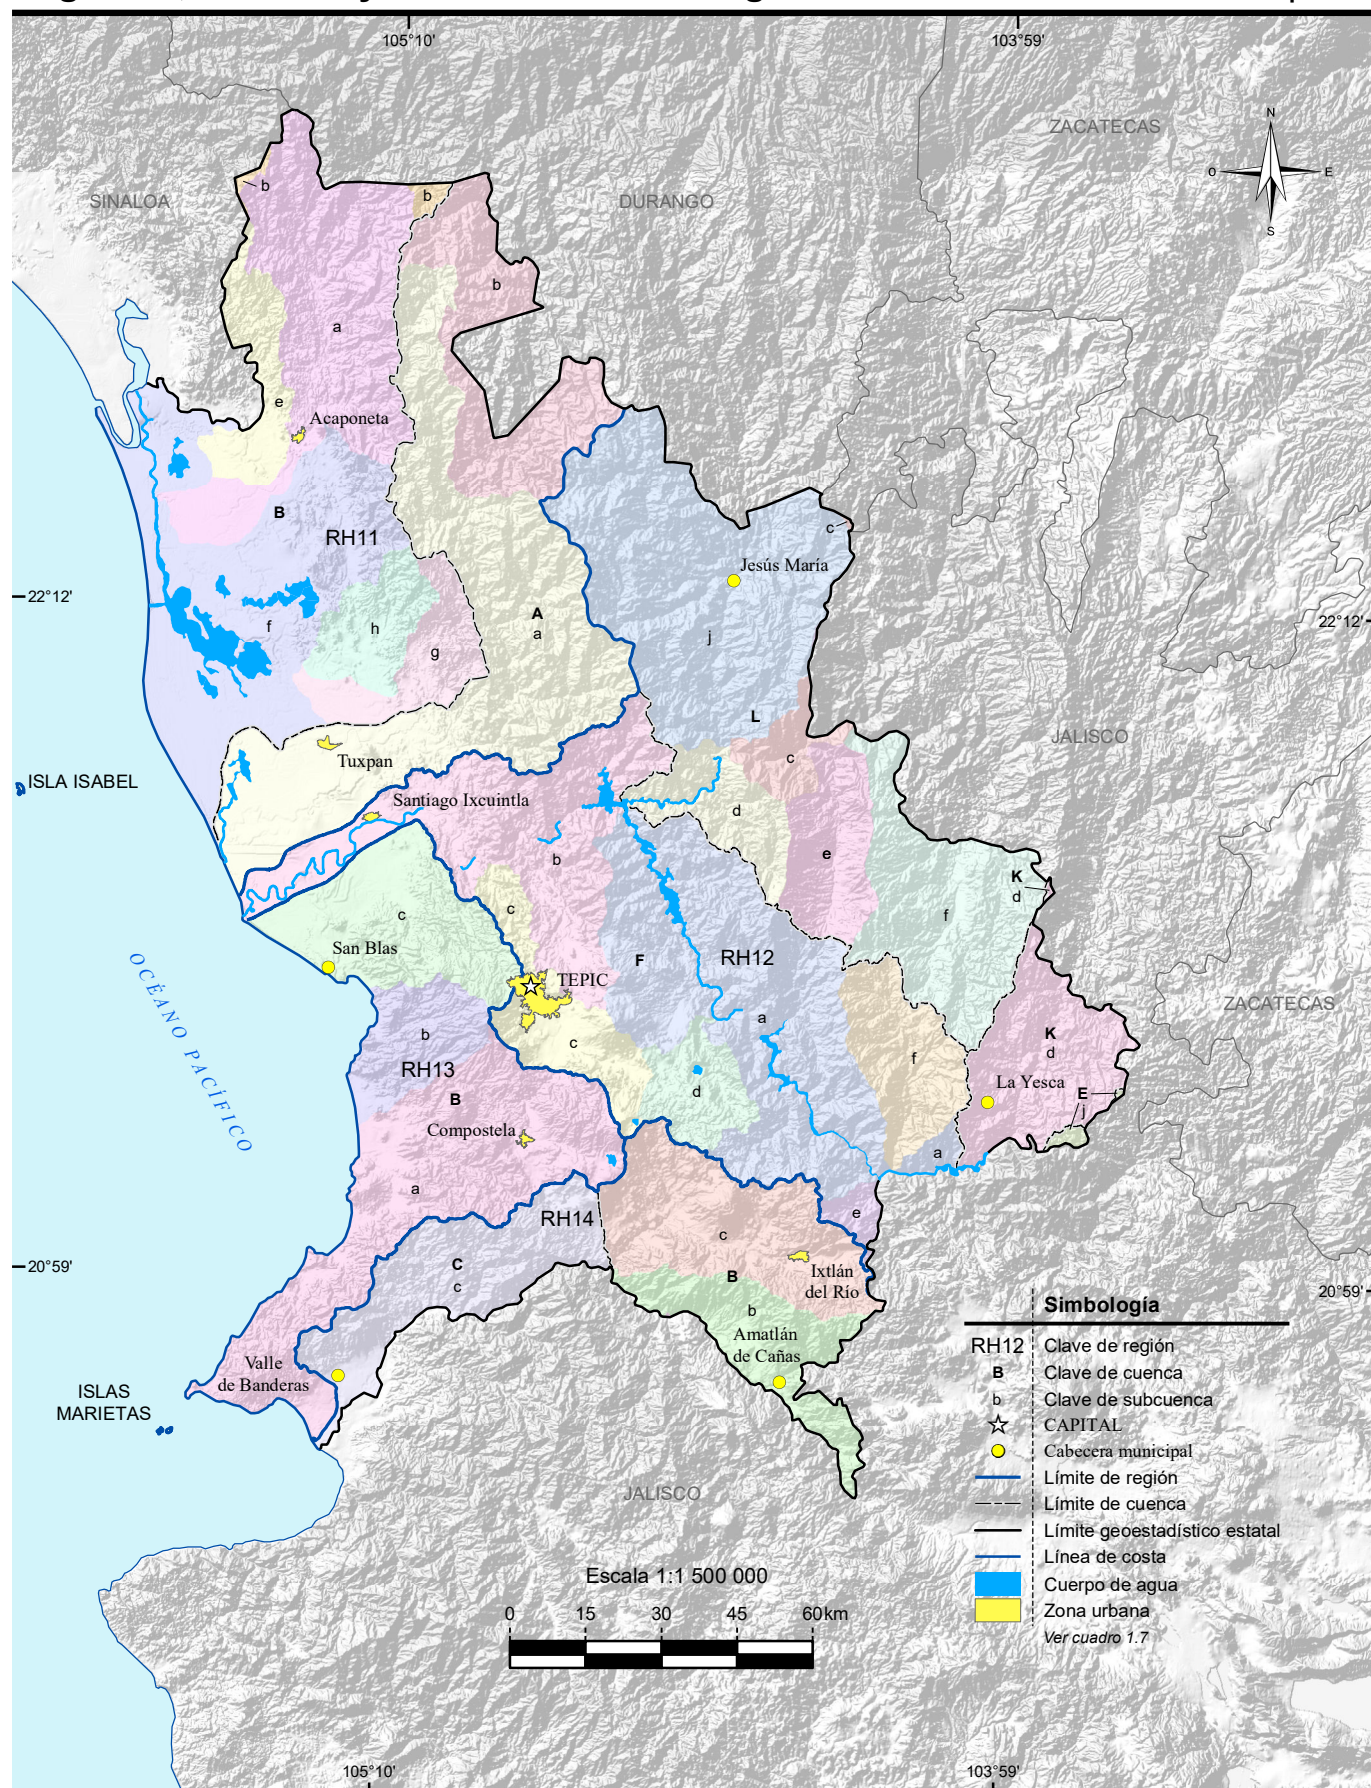 105°10'
103°59'
ZACATECAS
N
O
E
S
SINALOA
DURANGO
b
b
b
a
e
Acaponeta
B
RH11
c
Jesús María
22°12'
A
a
22°12'
f
h
g
j
L
JALISCO
Tuxpan
c
ISLA ISABEL
Santiago Ixcuintla
d
b
e
K
d
c
c
f
San Blas
F
RH12
OCÉANO PACÍFICO
TEPIC
ZACATECAS
a
b
c
K
d
f
RH13
B
d
La Yesca
E
j
Compostela
a
a
RH14
e
c
C
c
B
Ixtlán
del Río
20°59'
20°59'
b
Amatlán
de Cañas
Valle
de Banderas
ISLAS
MARIETAS
JALISCO
Simbología
RH12 Clave de región
B Clave de cuenca
b Clave de subcuenca
CAPITAL
Cabecera municipal
Límite de región
Límite de cuenca
Límite geoestadístico estatal
Línea de costa
Cuerpo de agua
Zona urbana
Ver cuadro 1.7
Escala 1:1 500 000
0 15 30 45 60 km
105°10'
103°59'